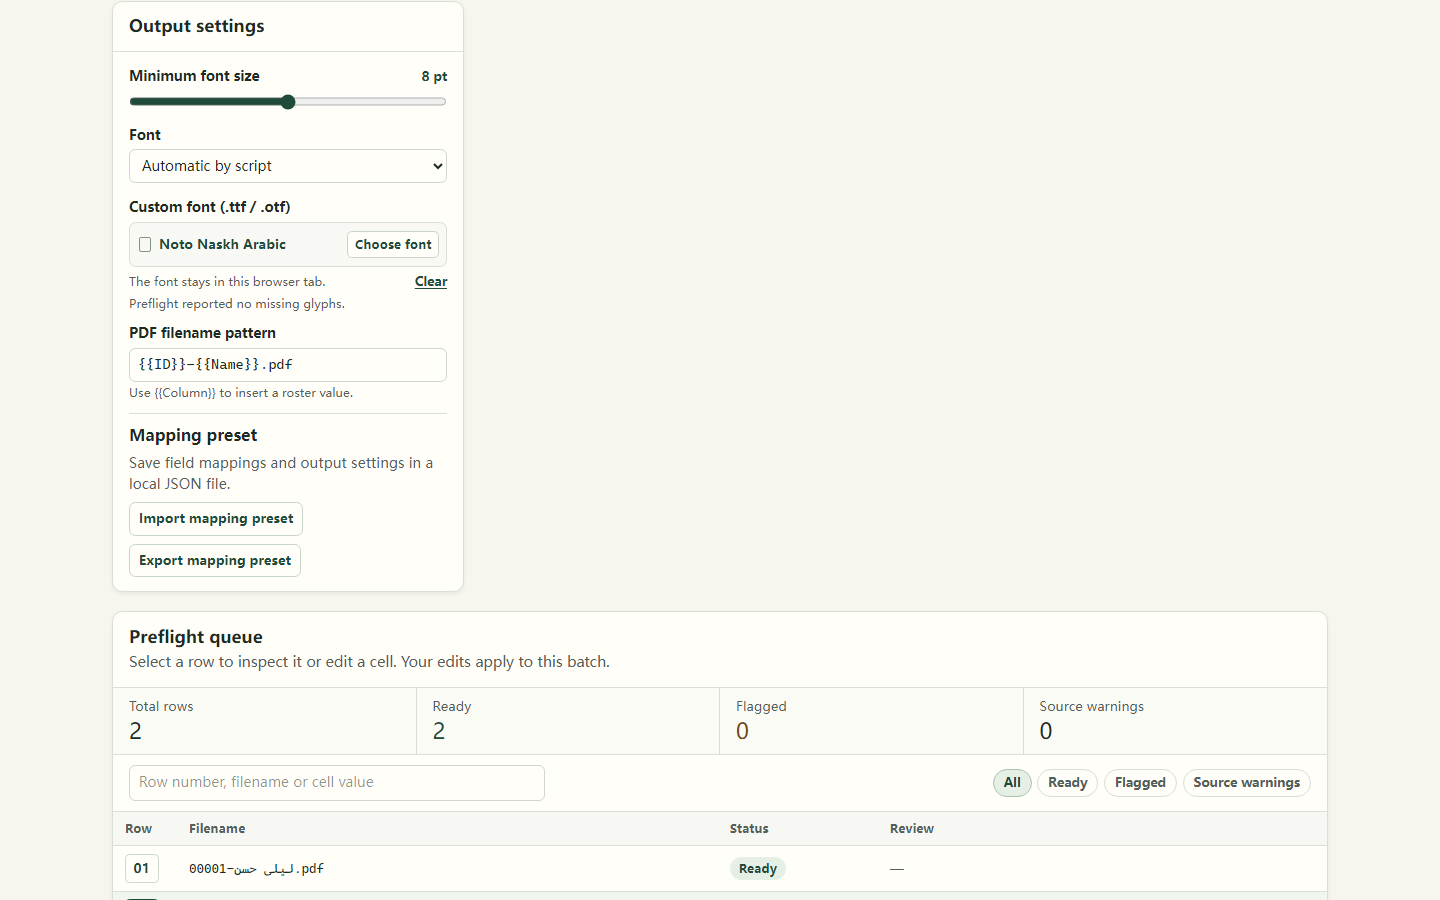 Output settings
Minimum font size 8 pt
Font
Automatic by script
Custom font (.ttf / .otf)
Noto Naskh Arabic Choose font
The font stays in this browser tab. Clear
Preflight reported no missing glyphs.
PDF filename pattern
{{ID}}-{{Name}}.pdf
Use {{Column}} to insert a roster value.
Mapping preset
Save field mappings and output settings in a
local JSON file.
Import mapping preset
Export mapping preset
Preflight queue
Select a row to inspect it or edit a cell. Your edits apply to this batch.
Total rows Ready Flagged Source warnings
2 2 0 0
Row number, filename or cell value All Ready Flagged Source warnings
Row Filename Status Review
01 00001-ليلى حسن.pdf Ready —